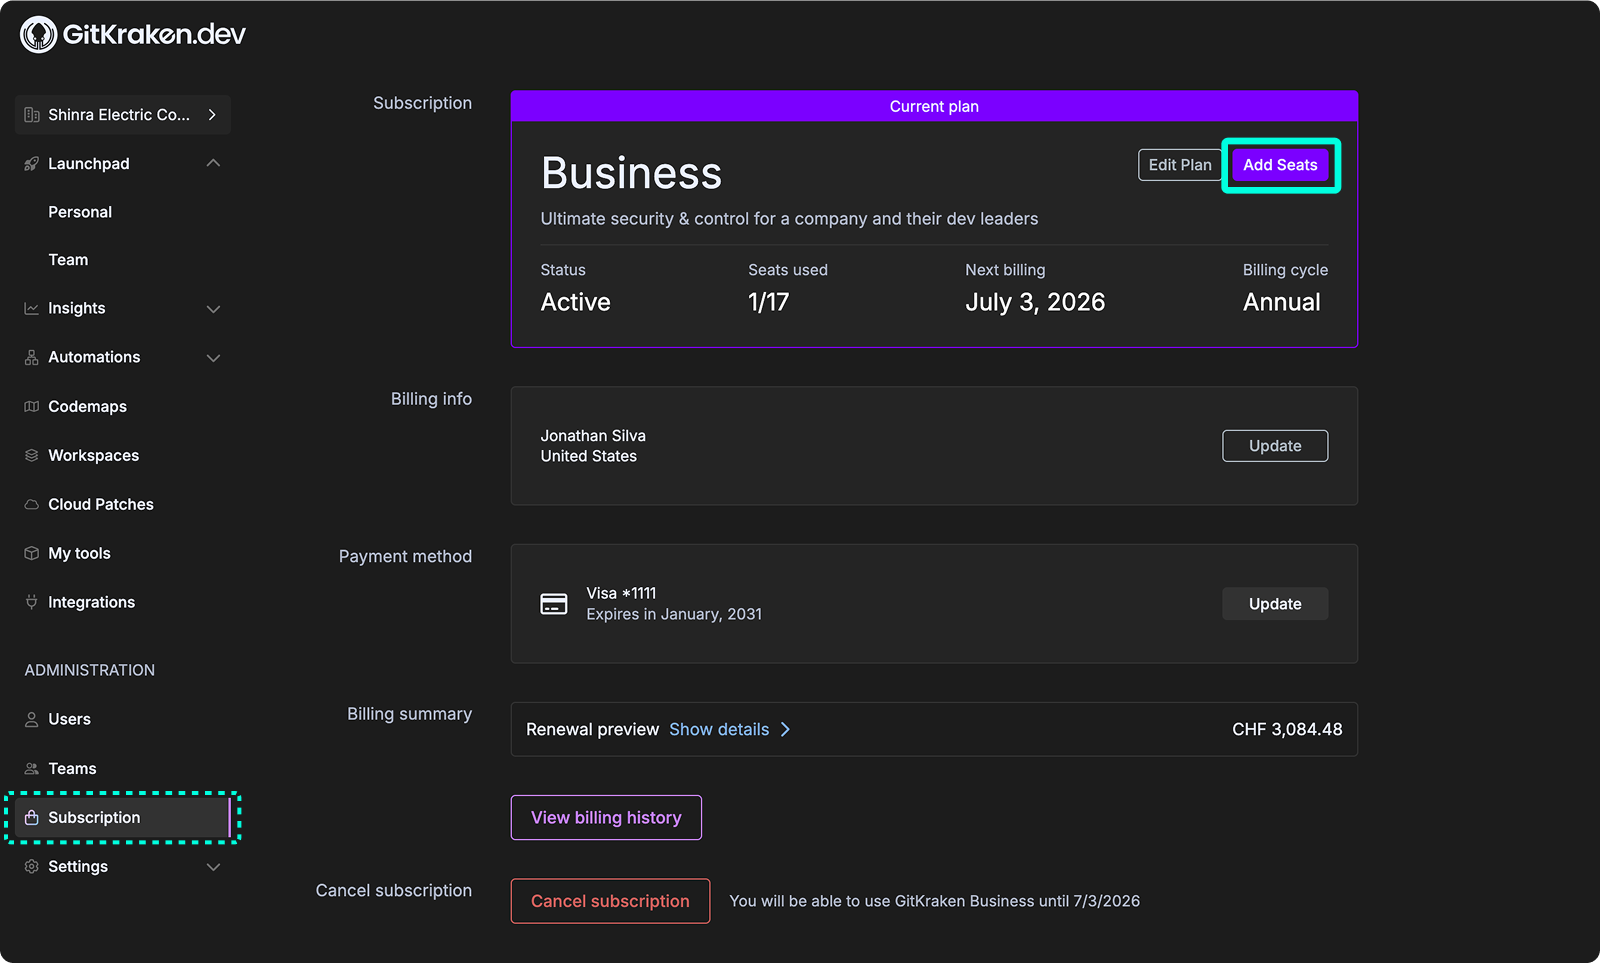 GitKraken.dev
Shinra Electric Co...
Launchpad
Personal
Team
Insights
Automations
Codemaps
Workspaces
Cloud Patches
My tools
Integrations
ADMINISTRATION
Users
Teams
Subscription
Settings
Subscription
Current plan
Business
Edit Plan
Add Seats
Ultimate security & control for a company and their dev leaders
Status
Seats used
Next billing
Billing cycle
Active
1/17
July 3, 2026
Annual
Billing info
Jonathan Silva
United States
Update
Payment method
Visa *1111
Expires in January, 2031
Update
Billing summary
Renewal preview Show details
CHF 3,084.48
View billing history
Cancel subscription
Cancel subscription
You will be able to use GitKraken Business until 7/3/2026